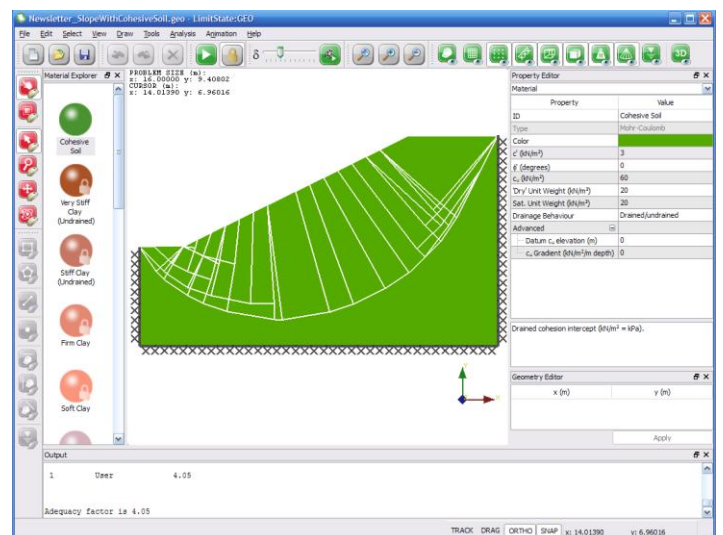 Newsletter_SlopeWithCohesiveSoil.geo - LimitState:GEO
File Edit Select View Draw Tools Analysis Animation Help
δ
3D
Material Explorer
Cohesive
Soil
Very Stiff
Clay
(Undrained)
Stiff Clay
(Undrained)
Firm Clay
Soft Clay
PROBLEM SIZE (m):
x: 16.00000 y: 9.40802
CURSOR (m):
x: 14.01390 y: 6.96016
Property Editor
Material
Property Value
ID Cohesive Soil
Type Mohr-Coulomb
Color
c' (kN/m²) 3
ϕ' (degrees) 0
cᵤ (kN/m²) 60
'Dry' Unit Weight (kN/m³) 20
Sat. Unit Weight (kN/m³) 20
Drainage Behaviour Drained/undrained
Advanced
Datum cᵤ elevation (m) 0
cᵤ Gradient (kN/m²/m depth) 0
Drained cohesion intercept (kN/m² = kPa).
Geometry Editor
x (m) y (m)
Apply
Output
1 User 4.05
Adequacy factor is 4.05
TRACK DRAG ORTHO SNAP x: 14.01390 y: 6.96016